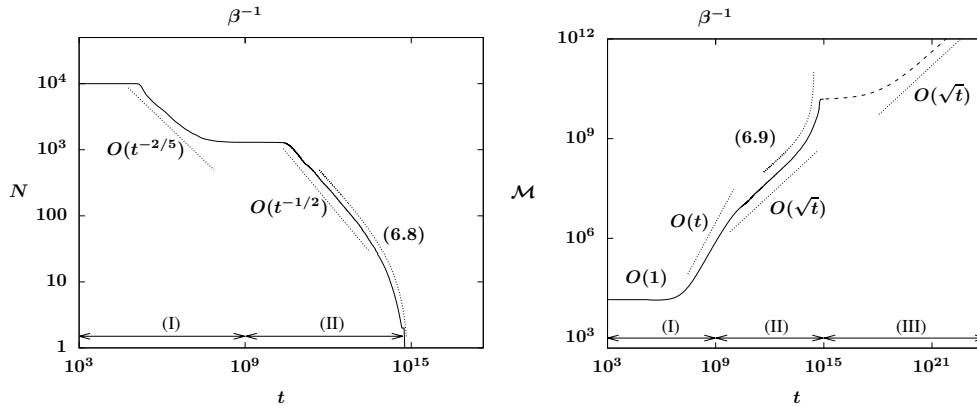 β⁻¹
10⁴
10³
100
10
1
N
O(t⁻²/⁵)
O(t⁻¹/²)
(6.8)
(I)
(II)
10³
10⁹
10¹⁵
t
β⁻¹
10¹²
10⁹
10⁶
10³
M
(6.9)
O(√t)
O(t)
O(√t)
O(1)
(I)
(II)
(III)
10³
10⁹
10¹⁵
10²¹
t